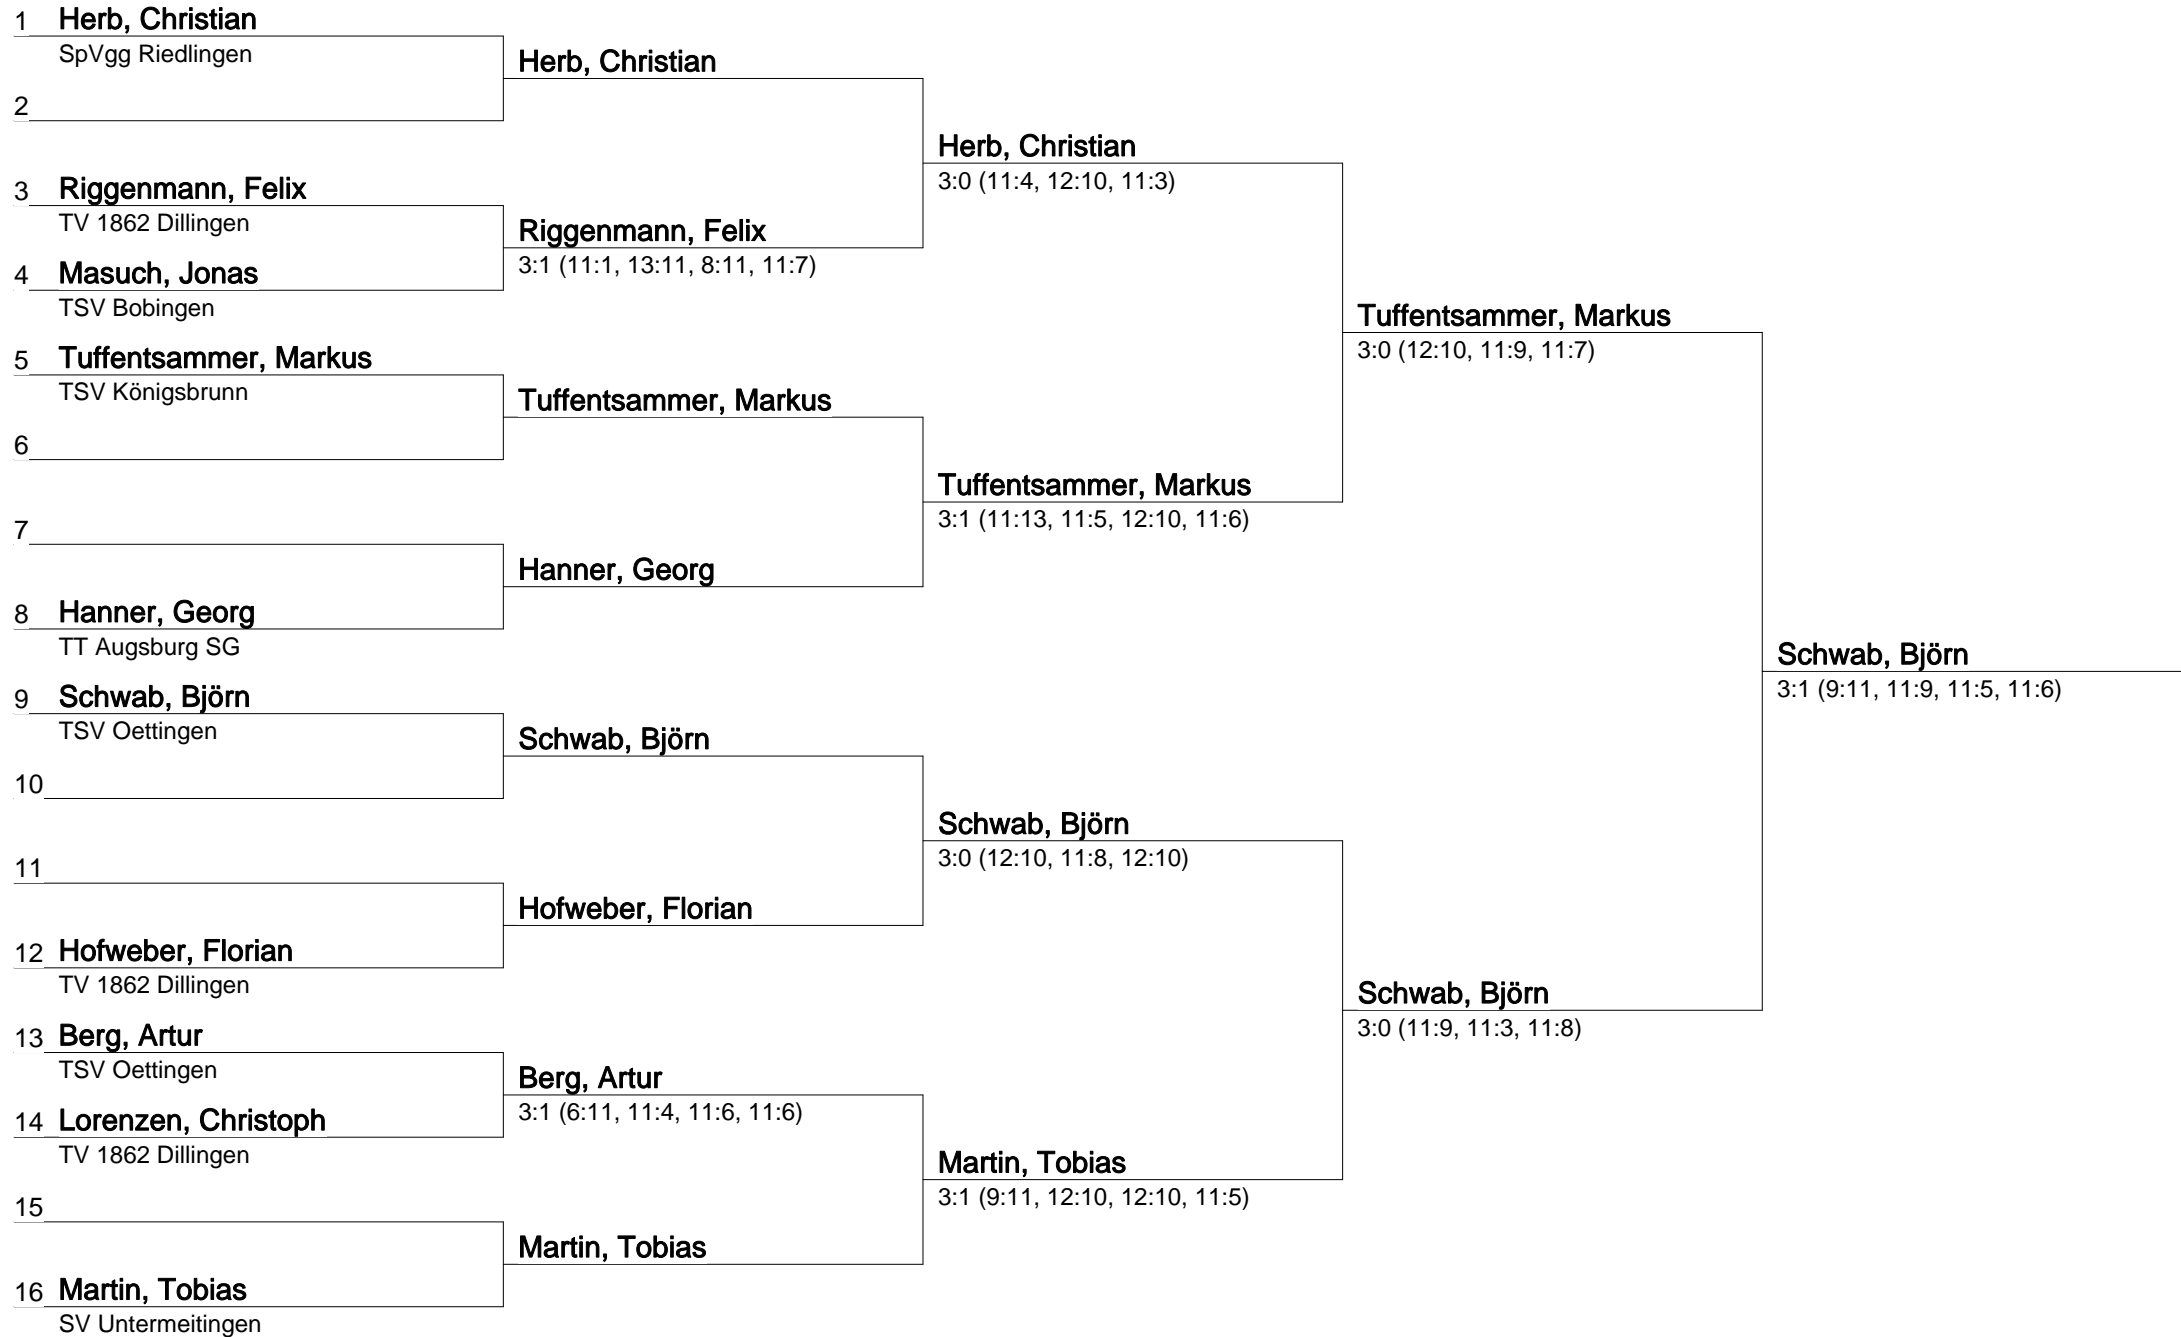 1 Herb, Christian
SpVgg Riedlingen
Herb, Christian
2
Herb, Christian
3:0 (11:4, 12:10, 11:3)
3 Riggenmann, Felix
TV 1862 Dillingen
Riggenmann, Felix
3:1 (11:1, 13:11, 8:11, 11:7)
4 Masuch, Jonas
TSV Bobingen
Tuffentsammer, Markus
3:0 (12:10, 11:9, 11:7)
5 Tuffentsammer, Markus
TSV Königsbrunn
Tuffentsammer, Markus
6
Tuffentsammer, Markus
3:1 (11:13, 11:5, 12:10, 11:6)
7
Hanner, Georg
8 Hanner, Georg
TT Augsburg SG
Schwab, Björn
3:1 (9:11, 11:9, 11:5, 11:6)
9 Schwab, Björn
TSV Oettingen
Schwab, Björn
10
Schwab, Björn
3:0 (12:10, 11:8, 12:10)
11
Hofweber, Florian
12 Hofweber, Florian
TV 1862 Dillingen
Schwab, Björn
3:0 (11:9, 11:3, 11:8)
13 Berg, Artur
TSV Oettingen
Berg, Artur
3:1 (6:11, 11:4, 11:6, 11:6)
14 Lorenzen, Christoph
TV 1862 Dillingen
Martin, Tobias
3:1 (9:11, 12:10, 12:10, 11:5)
15
Martin, Tobias
16 Martin, Tobias
SV Untermeitingen